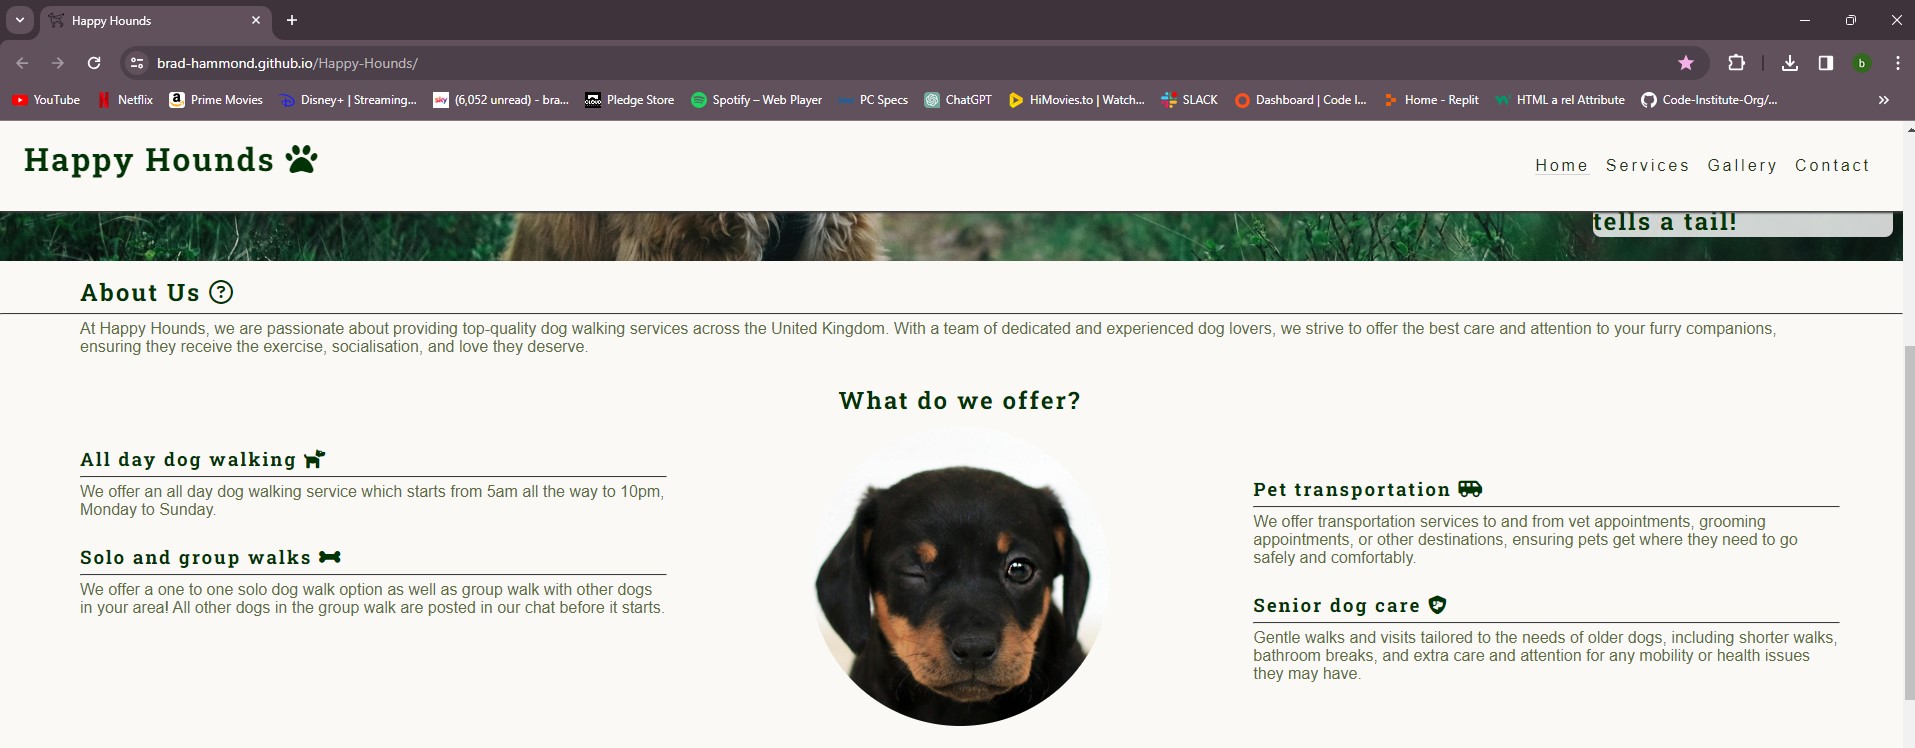 Happy Hounds
brad-hammond.github.io/Happy-Hounds/
b
YouTube
Netflix
Prime Movies
Disney+ | Streaming...
sky
(6,052 unread) - bra...
CLOUD
Pledge Store
Spotify – Web Player
PC Specs
ChatGPT
HiMovies.to | Watch...
SLACK
Dashboard | Code I...
Home - Replit
HTML a rel Attribute
Code-Institute-Org/...
Happy Hounds
Home Services Gallery Contact
tells a tail!
About Us
At Happy Hounds, we are passionate about providing top-quality dog walking services across the United Kingdom. With a team of dedicated and experienced dog lovers, we strive to offer the best care and attention to your furry companions,
ensuring they receive the exercise, socialisation, and love they deserve.
What do we offer?
All day dog walking
We offer an all day dog walking service which starts from 5am all the way to 10pm,
Monday to Sunday.
Solo and group walks
We offer a one to one solo dog walk option as well as group walk with other dogs
in your area! All other dogs in the group walk are posted in our chat before it starts.
Pet transportation
We offer transportation services to and from vet appointments, grooming
appointments, or other destinations, ensuring pets get where they need to go
safely and comfortably.
Senior dog care
Gentle walks and visits tailored to the needs of older dogs, including shorter walks,
bathroom breaks, and extra care and attention for any mobility or health issues
they may have.